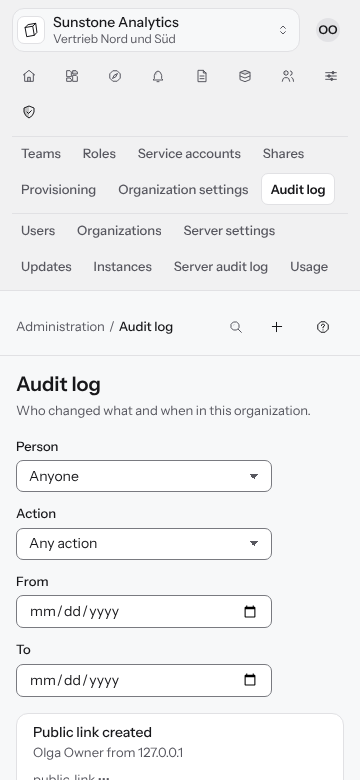 Sunstone Analytics
Vertrieb Nord und Süd
OO
Teams Roles Service accounts Shares
Provisioning Organization settings Audit log
Users Organizations Server settings
Updates Instances Server audit log Usage
Administration / Audit log
Audit log
Who changed what and when in this organization.
Person
Anyone
Action
Any action
From
mm/dd/yyyy
To
mm/dd/yyyy
Public link created
Olga Owner from 127.0.0.1
public_link •••